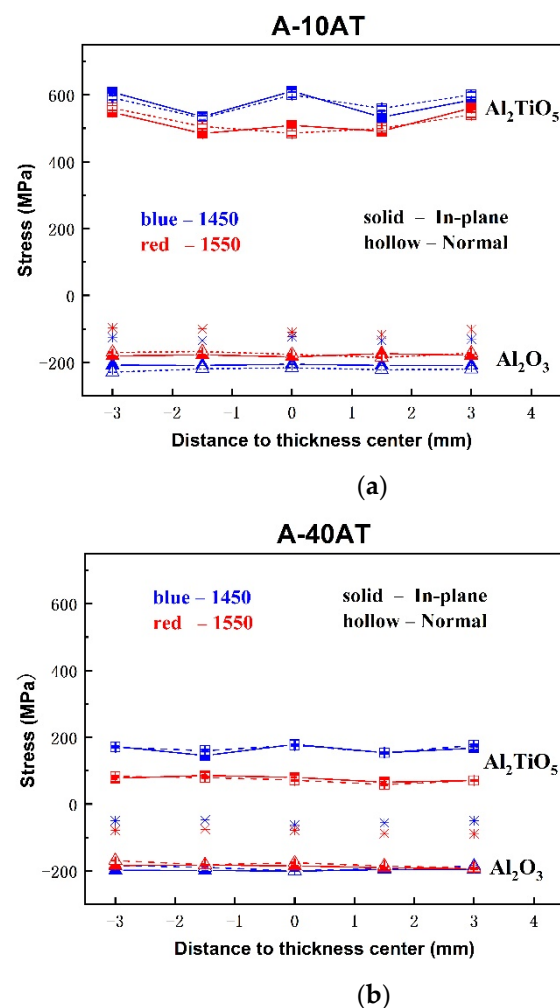 A-10AT
600
400
200
0
-200
Stress (MPa)
Al2TiO5
blue – 1450
red – 1550
solid – In-plane
hollow – Normal
Al2O3
-3 -2 -1 0 1 2 3 4
Distance to thickness center (mm)
(a)
A-40AT
600
400
200
0
-200
Stress (MPa)
blue – 1450
red – 1550
solid – In-plane
hollow – Normal
Al2TiO5
Al2O3
-3 -2 -1 0 1 2 3 4
Distance to thickness center (mm)
(b)